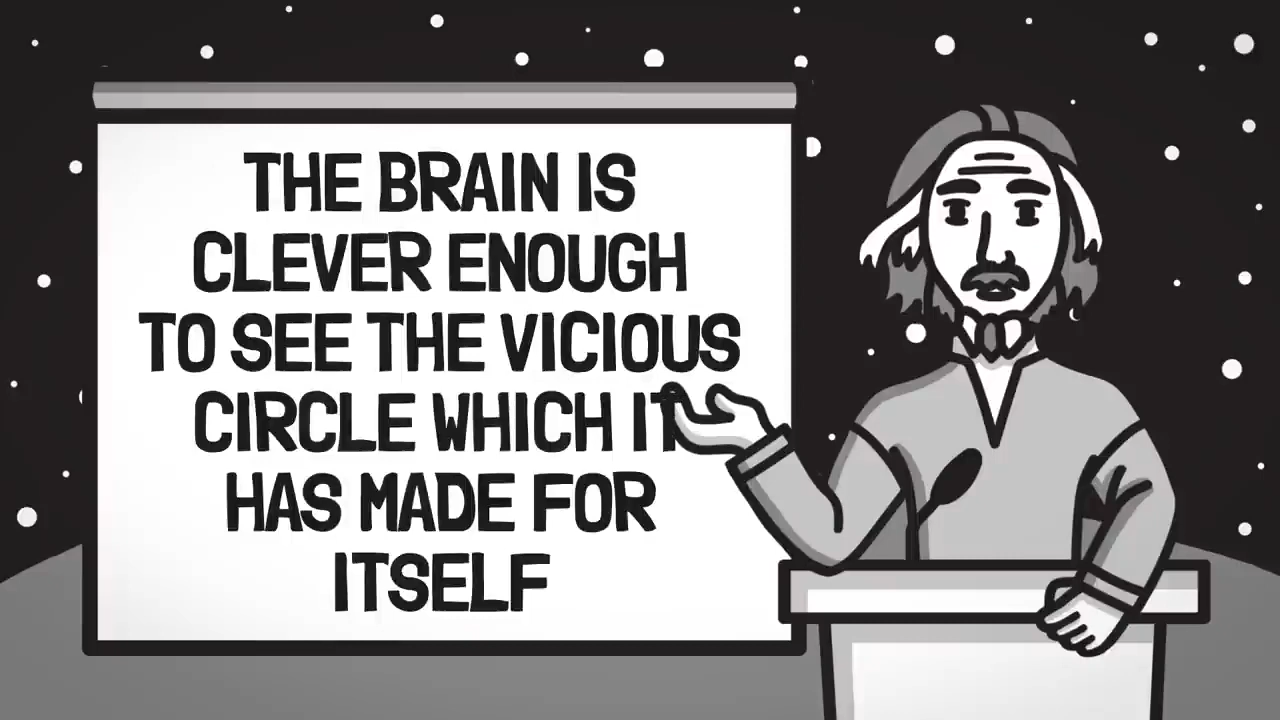 THE BRAIN IS
CLEVER ENOUGH
TO SEE THE VICIOUS
CIRCLE WHICH IT
HAS MADE FOR
ITSELF